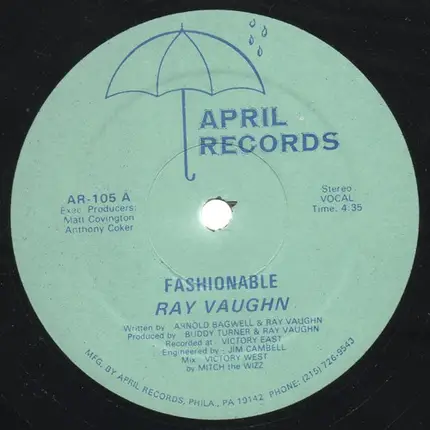 APRIL
RECORDS
AR-105 A
Exec. Producers:
Matt Covington
Anthony Coker
Stereo
VOCAL
Time: 4:35
FASHIONABLE
RAY VAUGHN
Written by ARNOLD BAGWELL & RAY VAUGHN
Produced by BUDDY TURNER & RAY VAUGHN
Recorded at VICTORY EAST
Engineered by JIM CAMBELL
Mix VICTORY WEST
by MITCH the WIZZ
MFG. BY APRIL RECORDS, PHILA., PA 19142 PHONE: (215) 726-9543